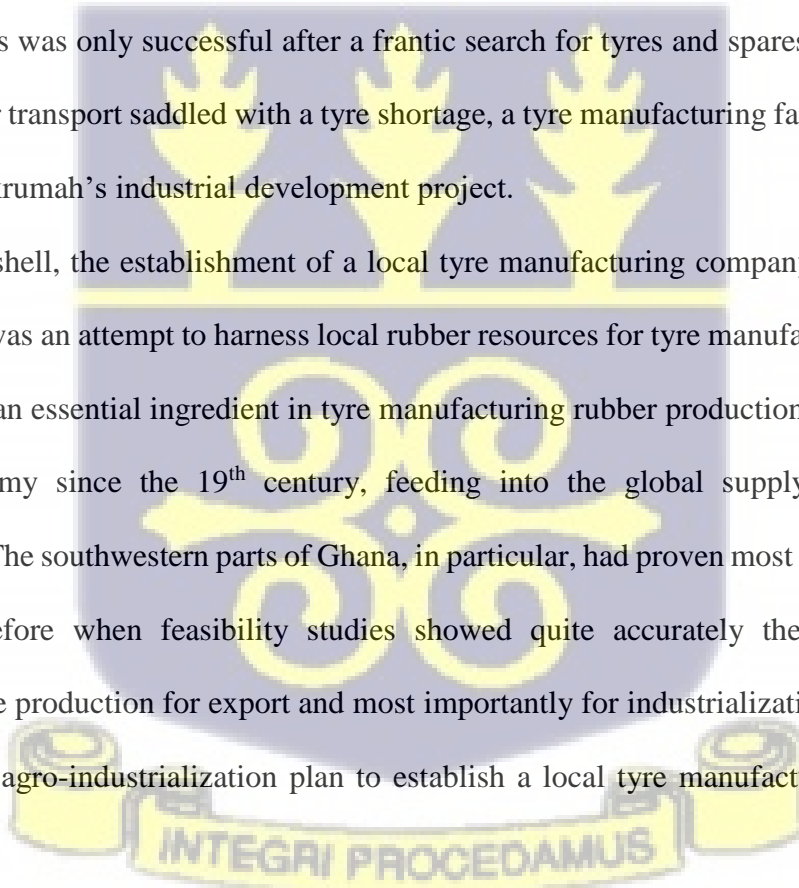 s was only successful after a frantic search for tyres and spares
transport saddled with a tyre shortage, a tyre manufacturing fa
krumah's industrial development project.
shell, the establishment of a local tyre manufacturing company
was an attempt to harness local rubber resources for tyre manufa
an essential ingredient in tyre manufacturing rubber production
my since the 19th century, feeding into the global supply
The southwestern parts of Ghana, in particular, had proven most
efore when feasibility studies showed quite accurately the
e production for export and most importantly for industrializati
agro-industrialization plan to establish a local tyre manufact
INTEGRI PROCEDAMUS